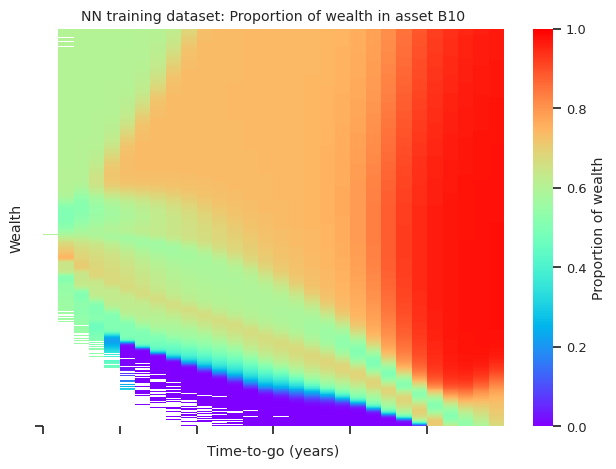 NN training dataset: Proportion of wealth in asset B10
Wealth
Time-to-go (years)
1.0
0.8
0.6
0.4
0.2
0.0
Proportion of wealth